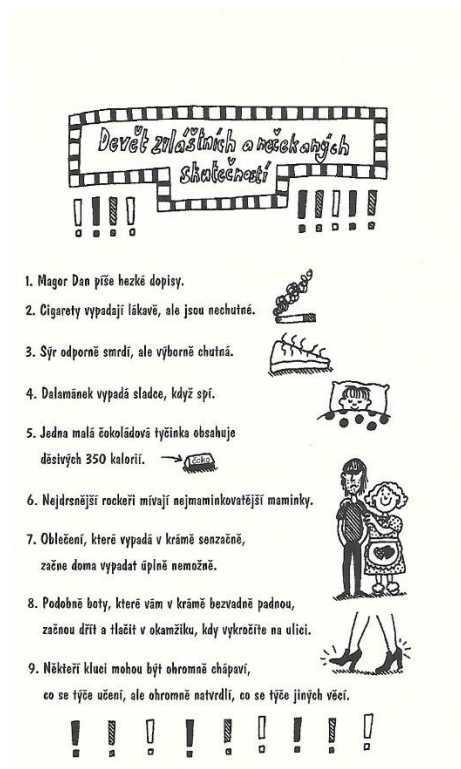 Devět zvláštních a nečekaných
skutečností
1. Magor Dan píše hezké dopisy.
2. Cigarety vypadají lákavě, ale jsou nechutné.
3. Sýr odporně smrdí, ale výborně chutná.
4. Dalamánek vypadá sladce, když spí.
5. Jedna malá čokoládová tyčinka obsahuje
děsivých 350 kalorií.
čoko
6. Nejdrsnější rockeři mívají nejmaminkovatější maminky.
7. Oblečení, které vypadá v krámě senzačně,
začne doma vypadat úplně nemožně.
8. Podobně boty, které vám v krámě bezvadně padnou,
začnou dřít a tlačit v okamžiku, kdy vykročíte na ulici.
9. Někteří kluci mohou být ohromně chápaví,
co se týče učení, ale ohromně natvrdlí, co se týče jiných věcí.